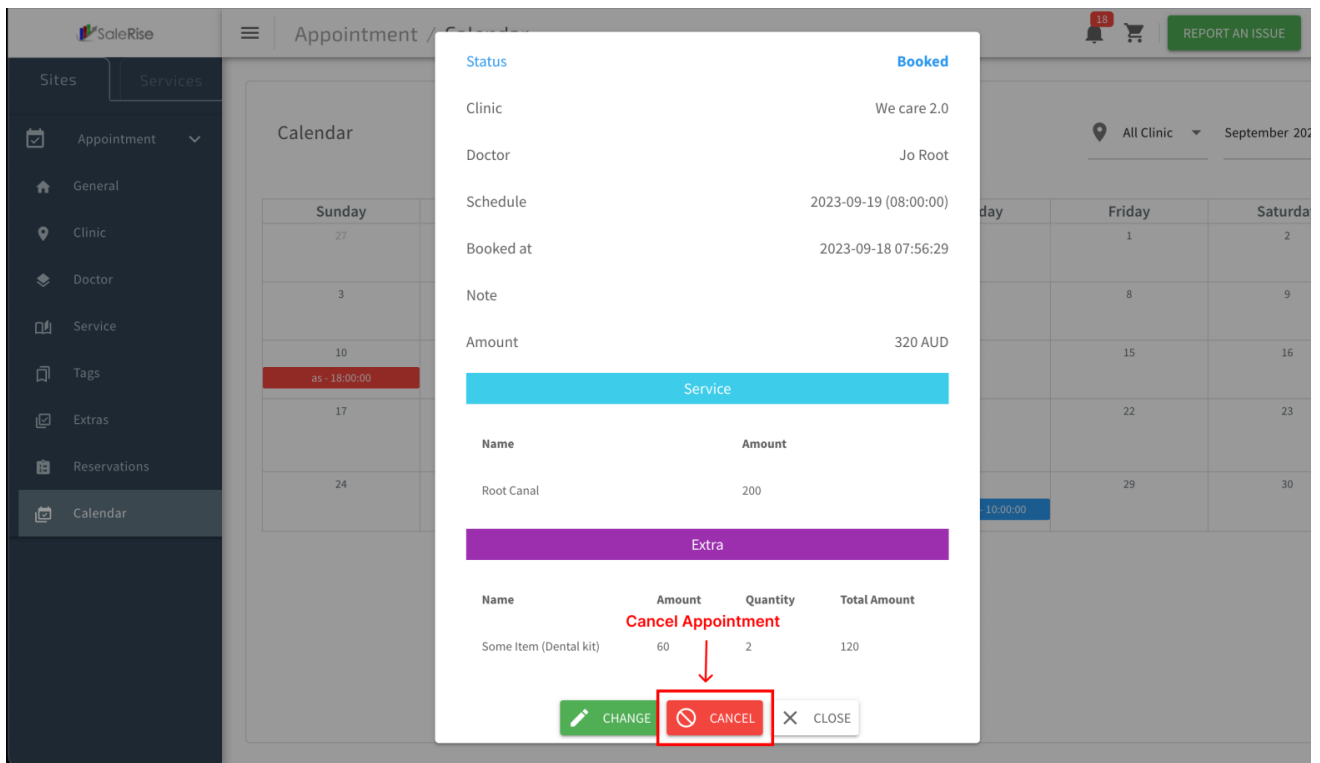 SaleRise
Appointment / Calendar
18
REPORT AN ISSUE
Sites
Services
Appointment
General
Clinic
Doctor
Service
Tags
Extras
Reservations
Calendar
Calendar
All Clinic
September 202
Sunday
day
Friday
Saturda
27
1
2
3
8
9
10
15
16
as - 18:00:00
17
22
23
24
29
30
- 10:00:00
Status Booked
Clinic We care 2.0
Doctor Jo Root
Schedule 2023-09-19 (08:00:00)
Booked at 2023-09-18 07:56:29
Note
Amount 320 AUD
Service
Name Amount
Root Canal 200
Extra
Name Amount Quantity Total Amount
Cancel Appointment
Some Item (Dental kit) 60 2 120
CHANGE
CANCEL
CLOSE